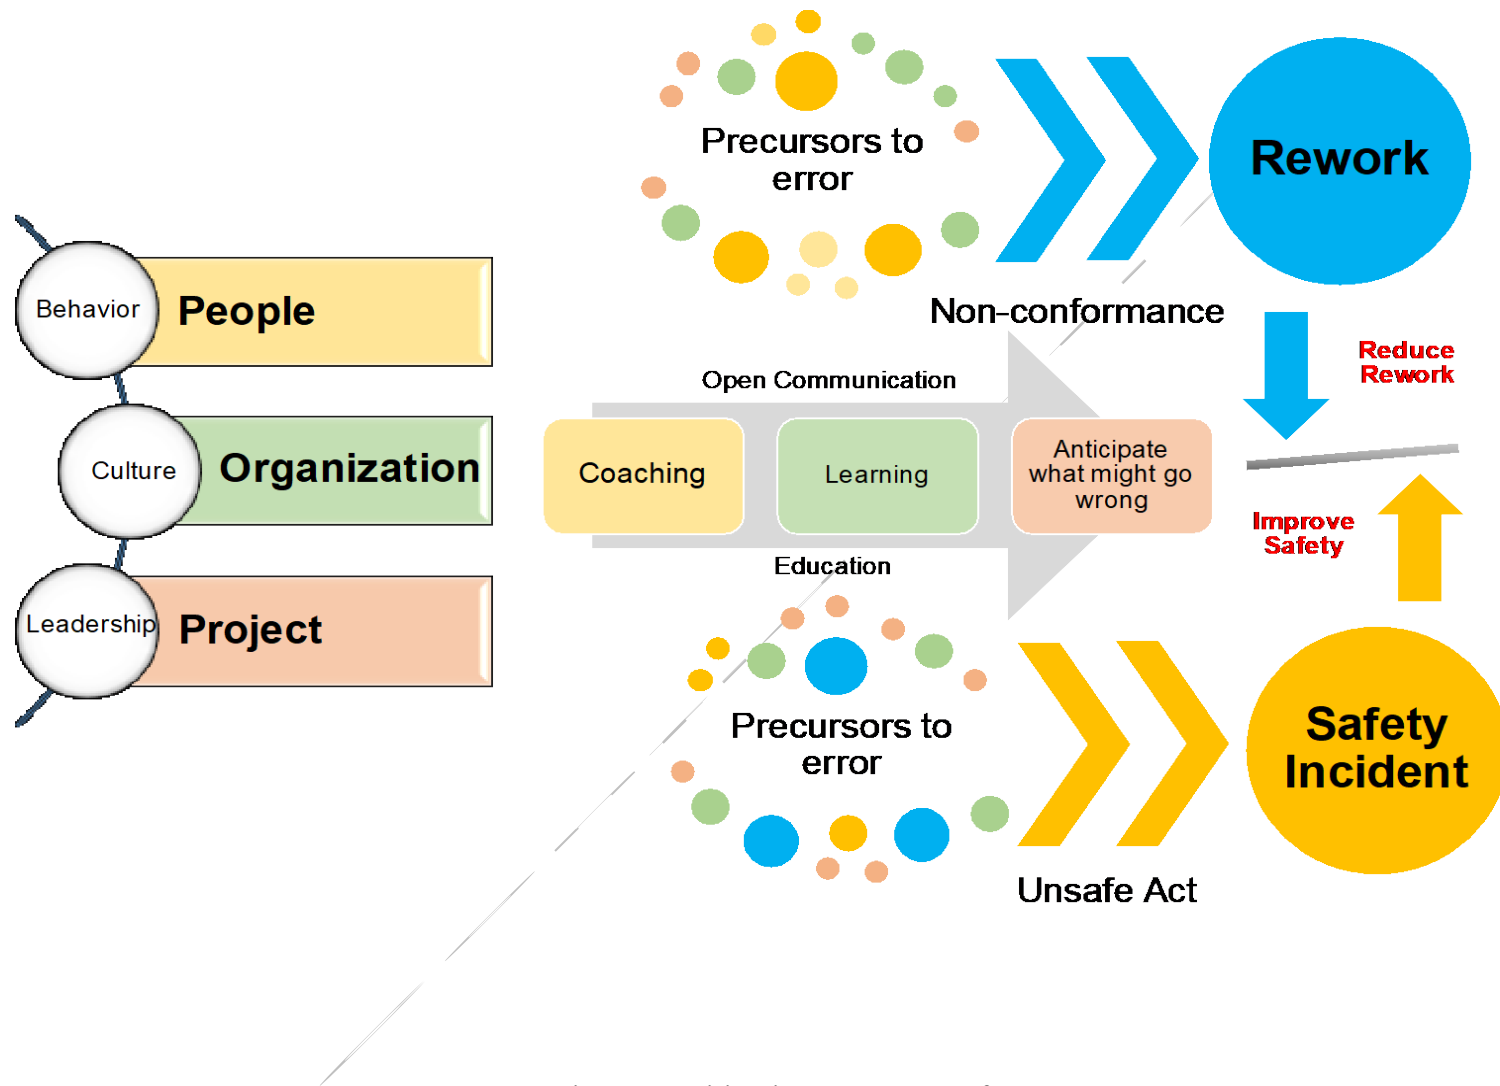 Behavior
People
Culture
Organization
Leadership
Project
Precursors to
error
Rework
Non-conformance
Reduce
Rework
Open Communication
Coaching
Learning
Anticipate
what might go
wrong
Education
Improve
Safety
Precursors to
error
Safety
Incident
Unsafe Act